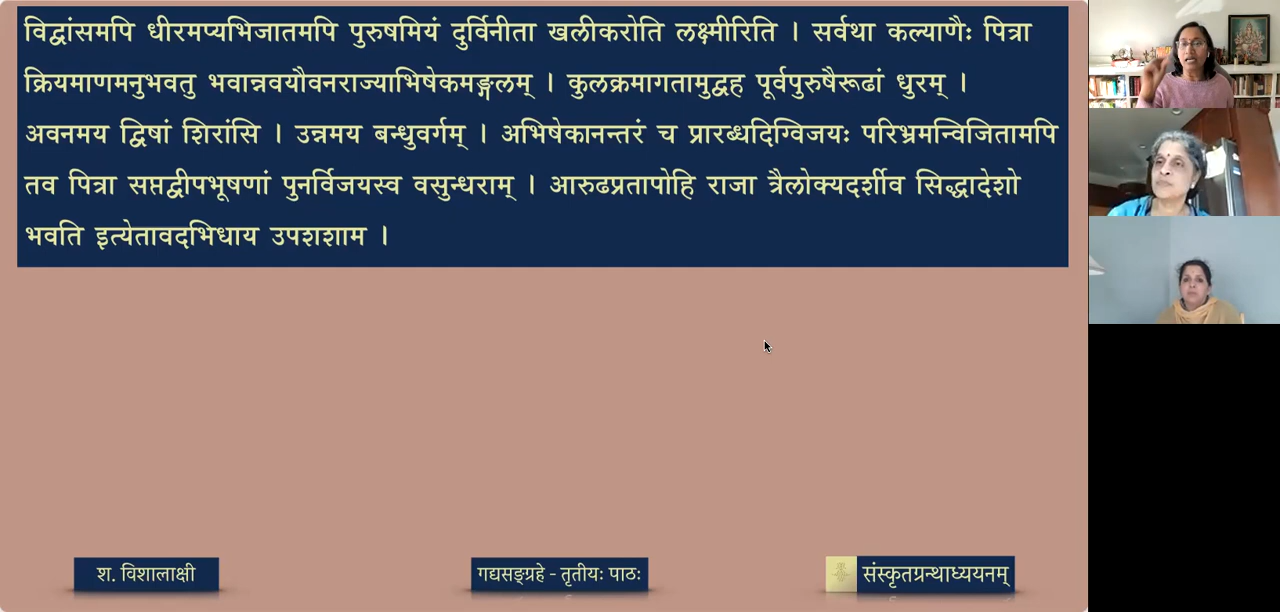 विद्वांसमपि धीरमप्यभिजातमपि पुरुषमियं दुर्विनीता खलीकरोति लक्ष्मीरिति । सर्वथा कल्याणैः पित्रा
क्रियमाणमनुभवतु भवान्नवयौवनराज्याभिषेकमङ्गलम् । कुलक्रमागतामुद्वह पूर्वपुरुषैरूढां धुरम् ।
अवनमय द्विषां शिरांसि । उन्नमय बन्धुवर्गम् । अभिषेकानन्तरं च प्रारब्धदिग्विजयः परिभ्रमन्विजितामपि
तव पित्रा सप्तद्वीपभूषणां पुनर्विजयस्व वसुन्धराम् । आरुढप्रतापोहि राजा त्रैलोक्यदर्शीव सिद्धादेशो
भवति इत्येतावदभिधाय उपशशाम ।
श. विशालाक्षी
गद्यसङ्ग्रहे - तृतीयः पाठः
संस्कृतग्रन्थाध्ययनम्